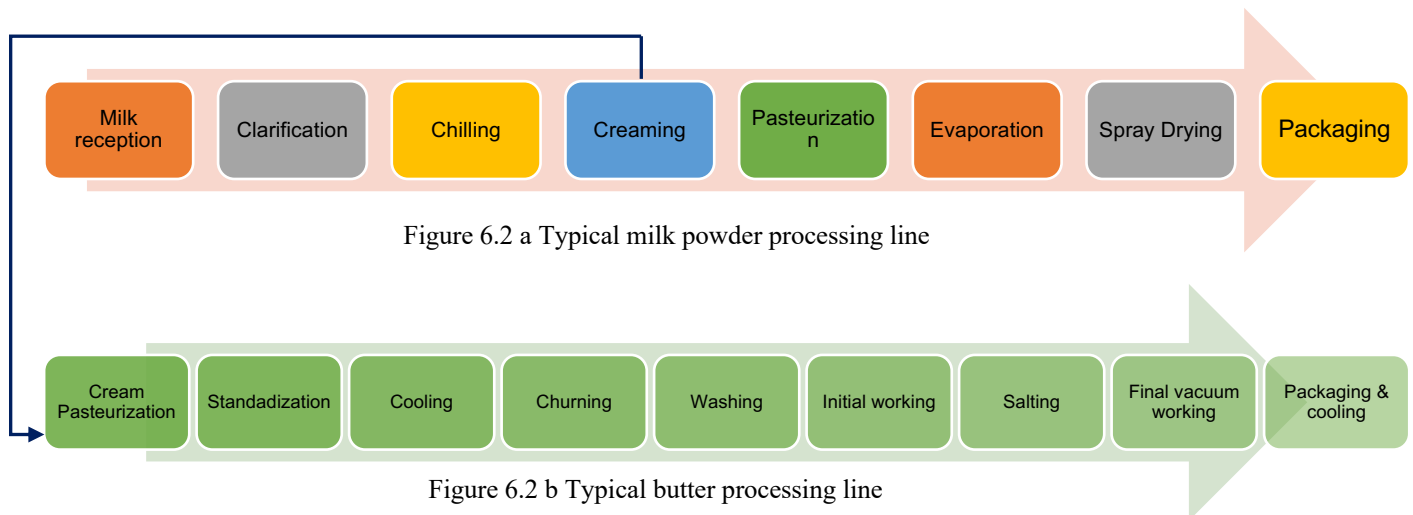 Milk
reception
Clarification
Chilling
Creaming
Pasteurizatio
n
Evaporation
Spray Drying
Packaging
Figure 6.2 a Typical milk powder processing line
Cream
Pasteurization
Standadization
Cooling
Churning
Washing
Initial working
Salting
Final vacuum
working
Packaging &
cooling
Figure 6.2 b Typical butter processing line